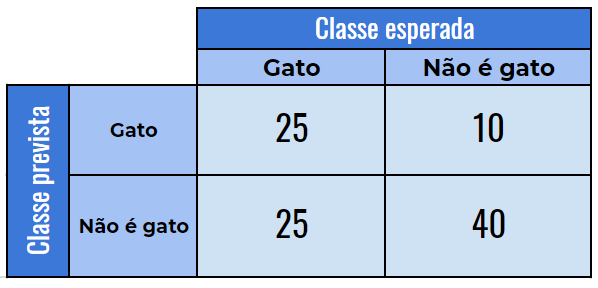 Classe esperada
Gato
Não é gato
Classe prevista
Gato
25
10
Não é gato
25
40